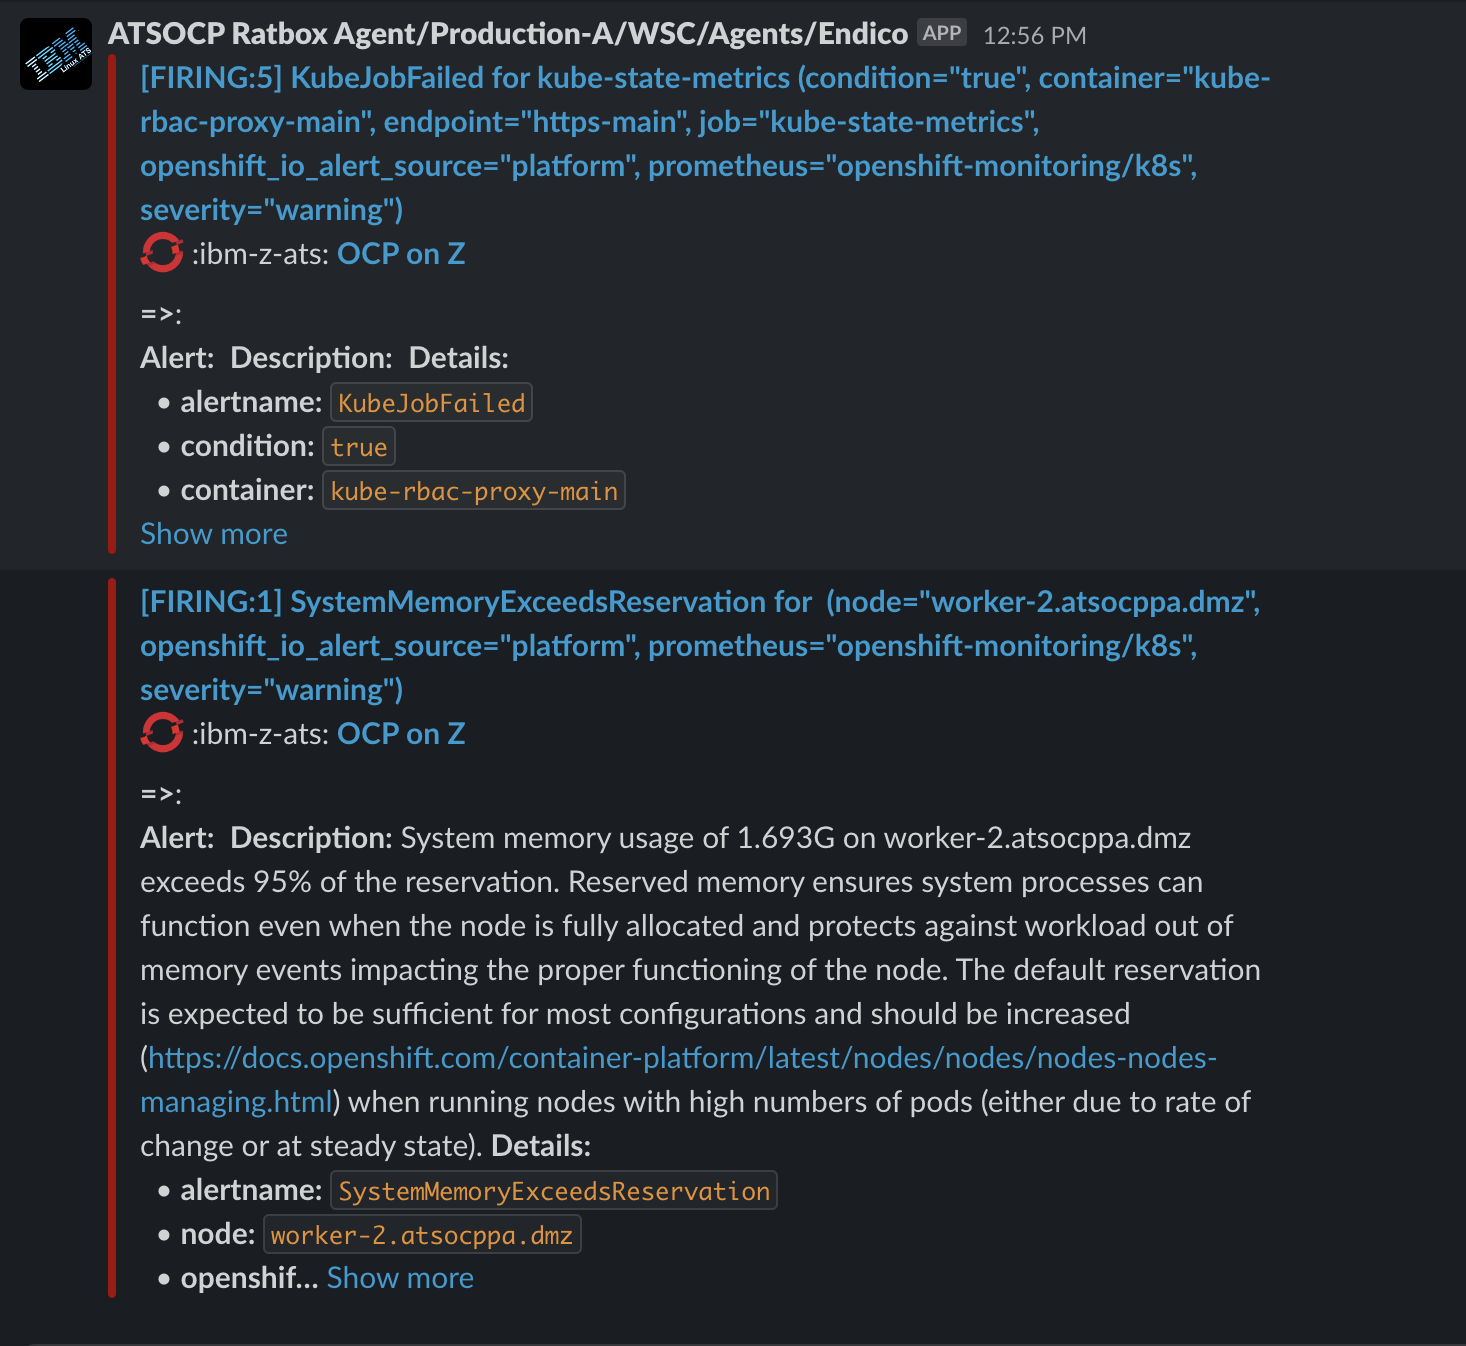 ATSOCP Ratbox Agent/Production-A/WSC/Agents/Endico APP 12:56 PM
[FIRING:5] KubeJobFailed for kube-state-metrics (condition="true", container="kube-
rbac-proxy-main", endpoint="https-main", job="kube-state-metrics",
openshift_io_alert_source="platform", prometheus="openshift-monitoring/k8s",
severity="warning")
:ibm-z-ats: OCP on Z
=>:
Alert: Description: Details:
• alertname: KubeJobFailed
• condition: true
• container: kube-rbac-proxy-main
Show more
[FIRING:1] SystemMemoryExceedsReservation for (node="worker-2.atsocppa.dmz",
openshift_io_alert_source="platform", prometheus="openshift-monitoring/k8s",
severity="warning")
:ibm-z-ats: OCP on Z
=>:
Alert: Description: System memory usage of 1.693G on worker-2.atsocppa.dmz
exceeds 95% of the reservation. Reserved memory ensures system processes can
function even when the node is fully allocated and protects against workload out of
memory events impacting the proper functioning of the node. The default reservation
is expected to be sufficient for most configurations and should be increased
(https://docs.openshift.com/container-platform/latest/nodes/nodes/nodes-nodes-
managing.html) when running nodes with high numbers of pods (either due to rate of
change or at steady state). Details:
• alertname: SystemMemoryExceedsReservation
• node: worker-2.atsocppa.dmz
• openshif... Show more
IBM
Linux ATS